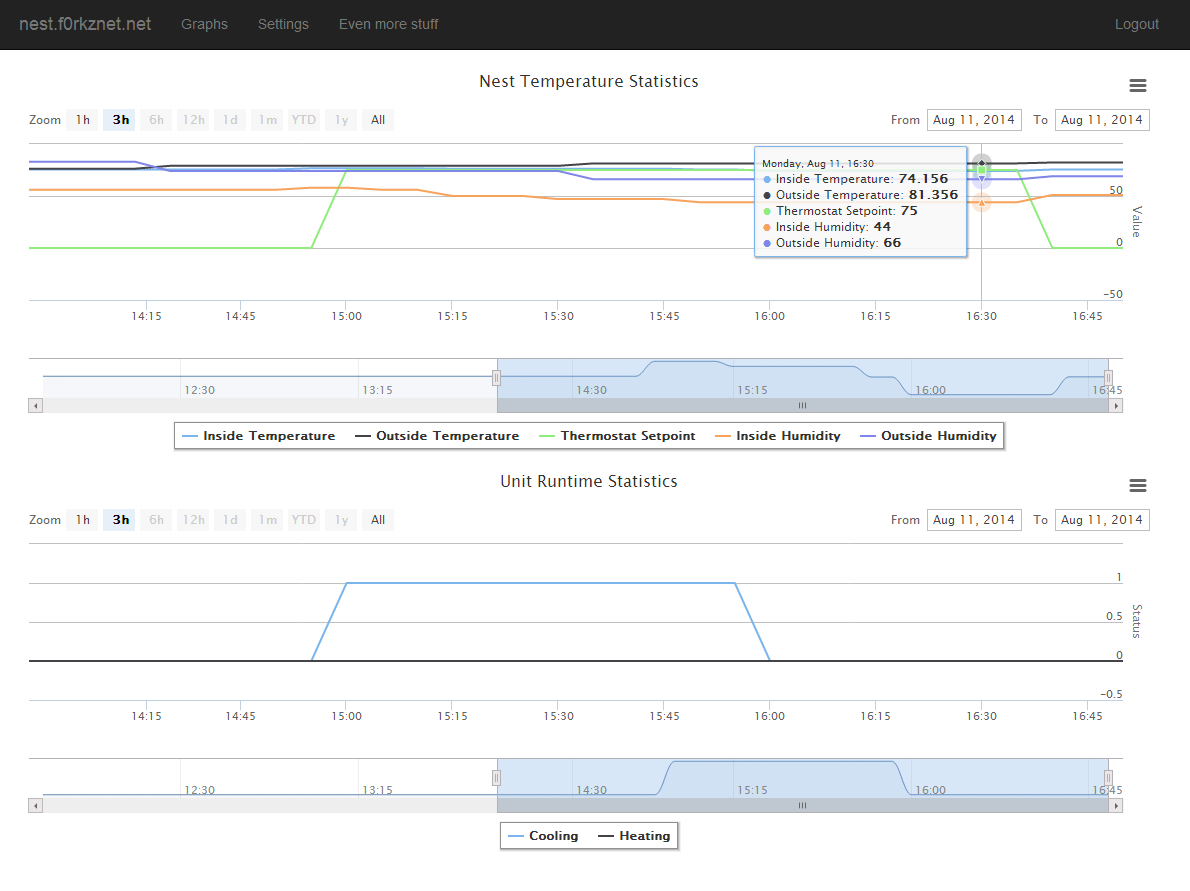 nest.f0rkznet.net Graphs Settings Even more stuff Logout
Nest Temperature Statistics
Zoom 1h 3h 6h 12h 1d 1m YTD 1y All From Aug 11, 2014 To Aug 11, 2014
Monday, Aug 11, 16:30
Inside Temperature: 74.156
Outside Temperature: 81.356
Thermostat Setpoint: 75
Inside Humidity: 44
Outside Humidity: 66
50
Value
0
-50
14:15 14:45 15:00 15:15 15:30 15:45 16:00 16:15 16:30 16:45
12:30 13:15 14:30 15:15 16:00 16:45
Inside Temperature Outside Temperature Thermostat Setpoint Inside Humidity Outside Humidity
Unit Runtime Statistics
Zoom 1h 3h 6h 12h 1d 1m YTD 1y All From Aug 11, 2014 To Aug 11, 2014
1
0.5
Status
0
-0.5
14:15 14:45 15:00 15:15 15:30 15:45 16:00 16:15 16:30 16:45
12:30 13:15 14:30 15:15 16:00 16:45
Cooling Heating